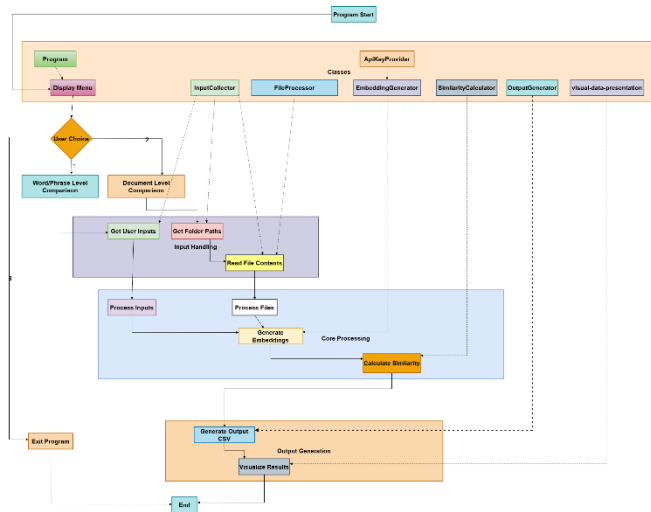 Program Start
Program
ApiKeyProvider
Classes
Display Menu
InputCollector
FileProcessor
EmbeddingGenerator
SimilarityCalculator
OutputGenerator
visual-data-presentation
User Choice
2
Word/Phrase Level
Comparison
Document Level
Comparison
Get User Inputs
Get Folder Paths
Input Handling
Read File Contents
3
Process Inputs
Process Files
Generate
Embeddings
Core Processing
Calculate Similarity
Generate Output
CSV
Exit Program
Output Generation
Visualize Results
End